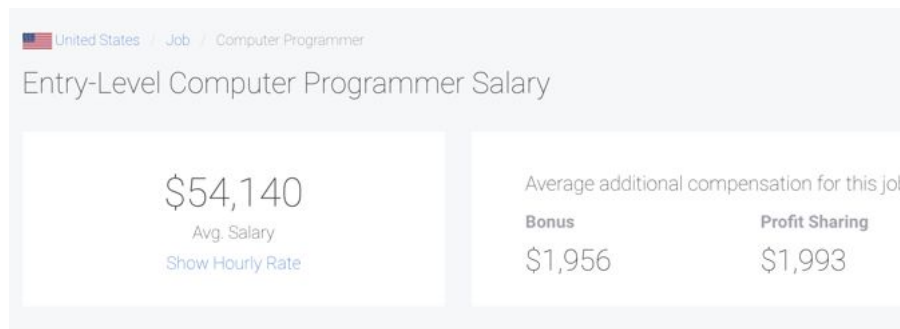 United States / Job / Computer Programmer
Entry-Level Computer Programmer Salary
$54,140
Avg. Salary
Show Hourly Rate
Average additional compensation for this
Bonus
Profit Sharing
$1,956
$1,993